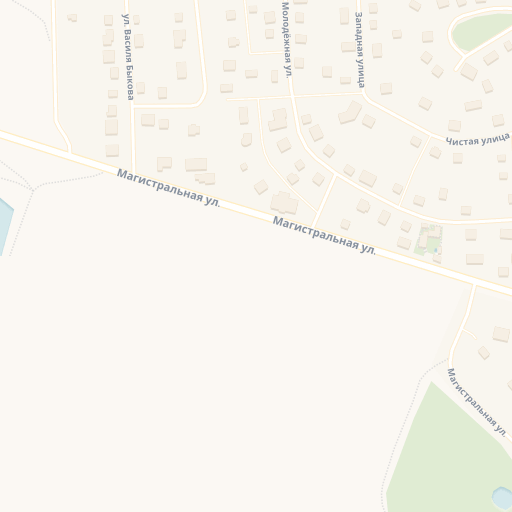 ул. Василя Быкова
Молодёжная ул.
Западная улица
Чистая улица
Магистральная ул.
Магистральная ул.
Магистральная ул.